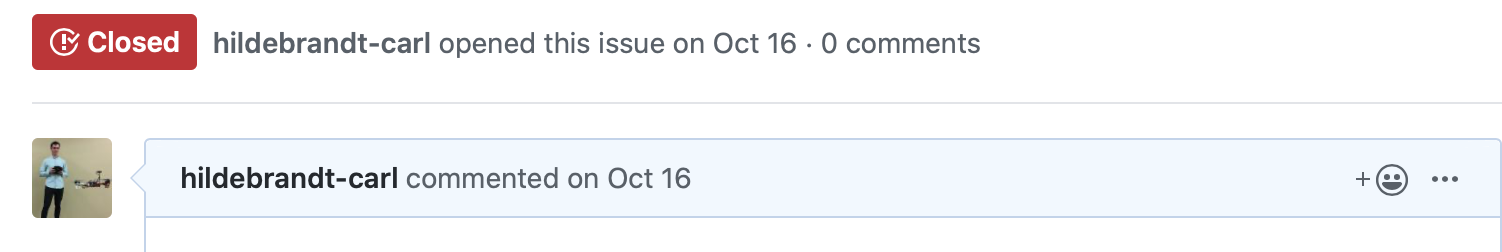 Closed hildebrandt-carl opened this issue on Oct 16 · 0 comments
hildebrandt-carl commented on Oct 16